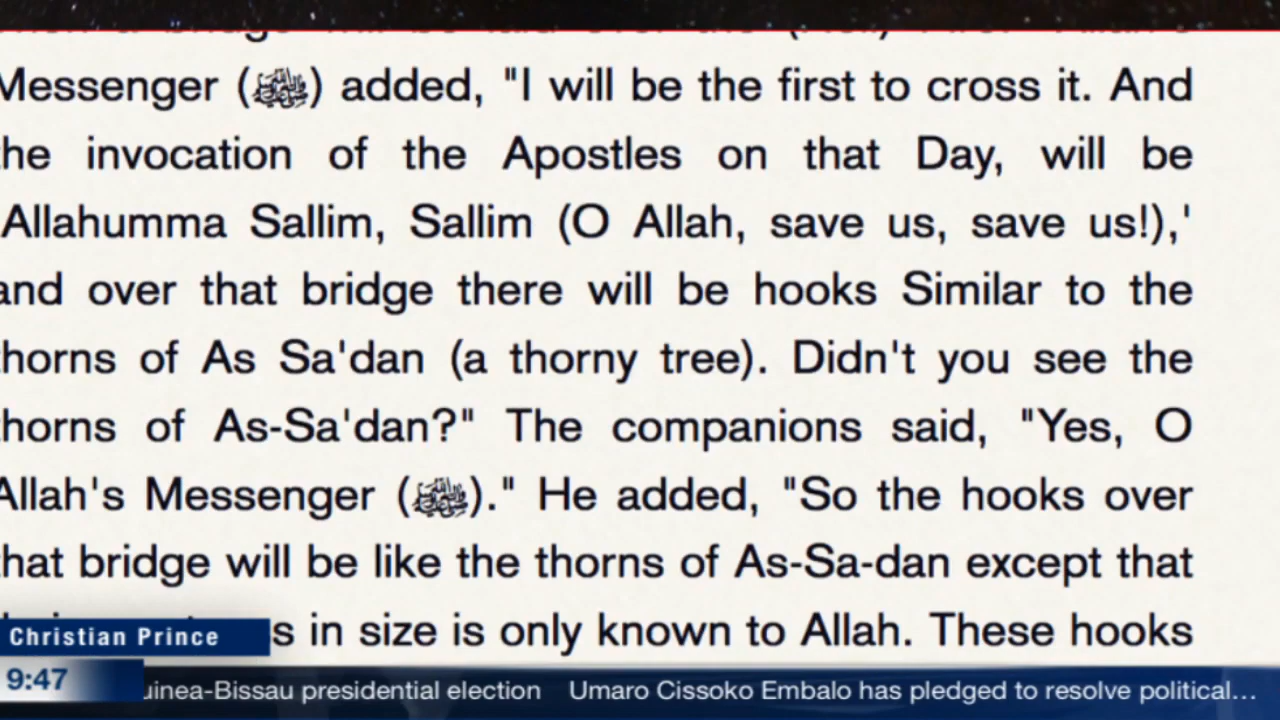 Messenger (ﷺ) added, "I will be the first to cross it. And
the invocation of the Apostles on that Day, will be
'Allahumma Sallim, Sallim (O Allah, save us, save us!),'
and over that bridge there will be hooks Similar to the
thorns of As Sa'dan (a thorny tree). Didn't you see the
thorns of As-Sa'dan?" The companions said, "Yes, O
Allah's Messenger (ﷺ)." He added, "So the hooks over
that bridge will be like the thorns of As-Sa-dan except that
s in size is only known to Allah. These hooks
Christian Prince
9:47
uinea-Bissau presidential election Umaro Cissoko Embalo has pledged to resolve political...